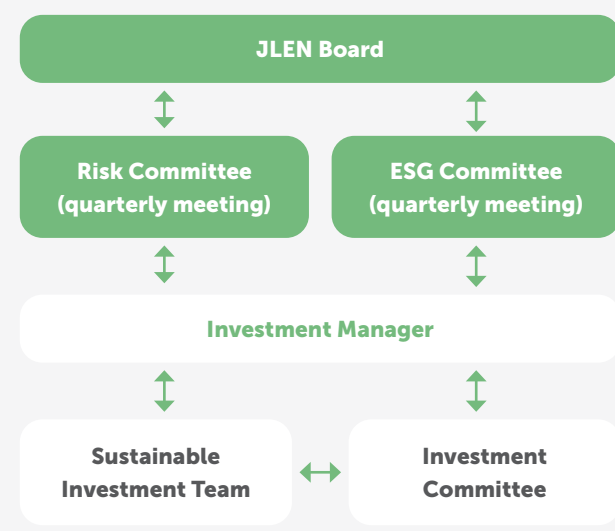 JLEN Board
Risk Committee
(quarterly meeting)
ESG Committee
(quarterly meeting)
Investment Manager
Sustainable
Investment Team
Investment
Committee